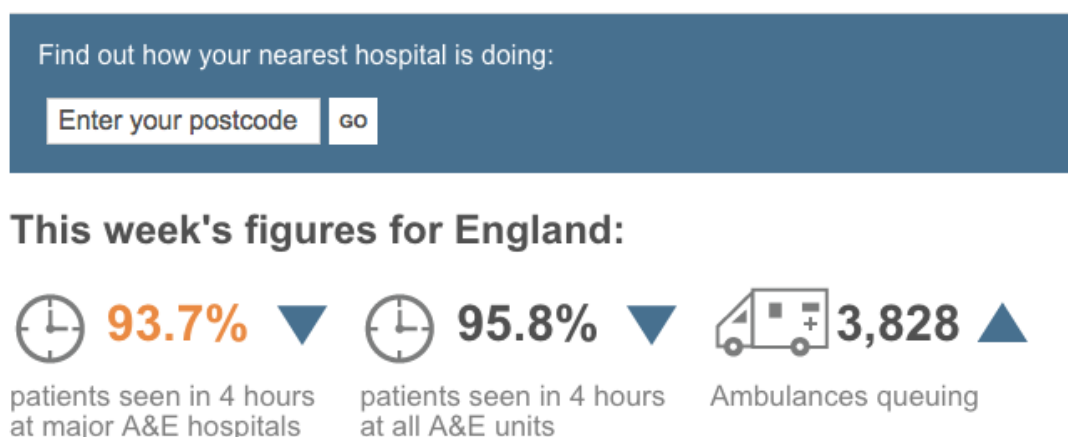 Find out how your nearest hospital is doing:
Enter your postcode GO
This week's figures for England:
93.7% 95.8% 3,828
patients seen in 4 hours patients seen in 4 hours Ambulances queuing
at major A&E hospitals at all A&E units